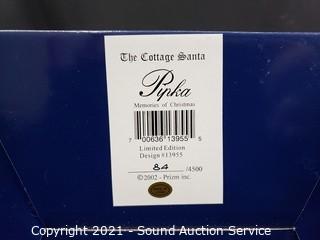 The Cottage Santa
Pipka
Memories of Christmas
7 00636 13955 5
Limited Edition
Design #13955
84 /4500
©2002 - Prizm inc.
Copyright 2021 - Sound Auction Service